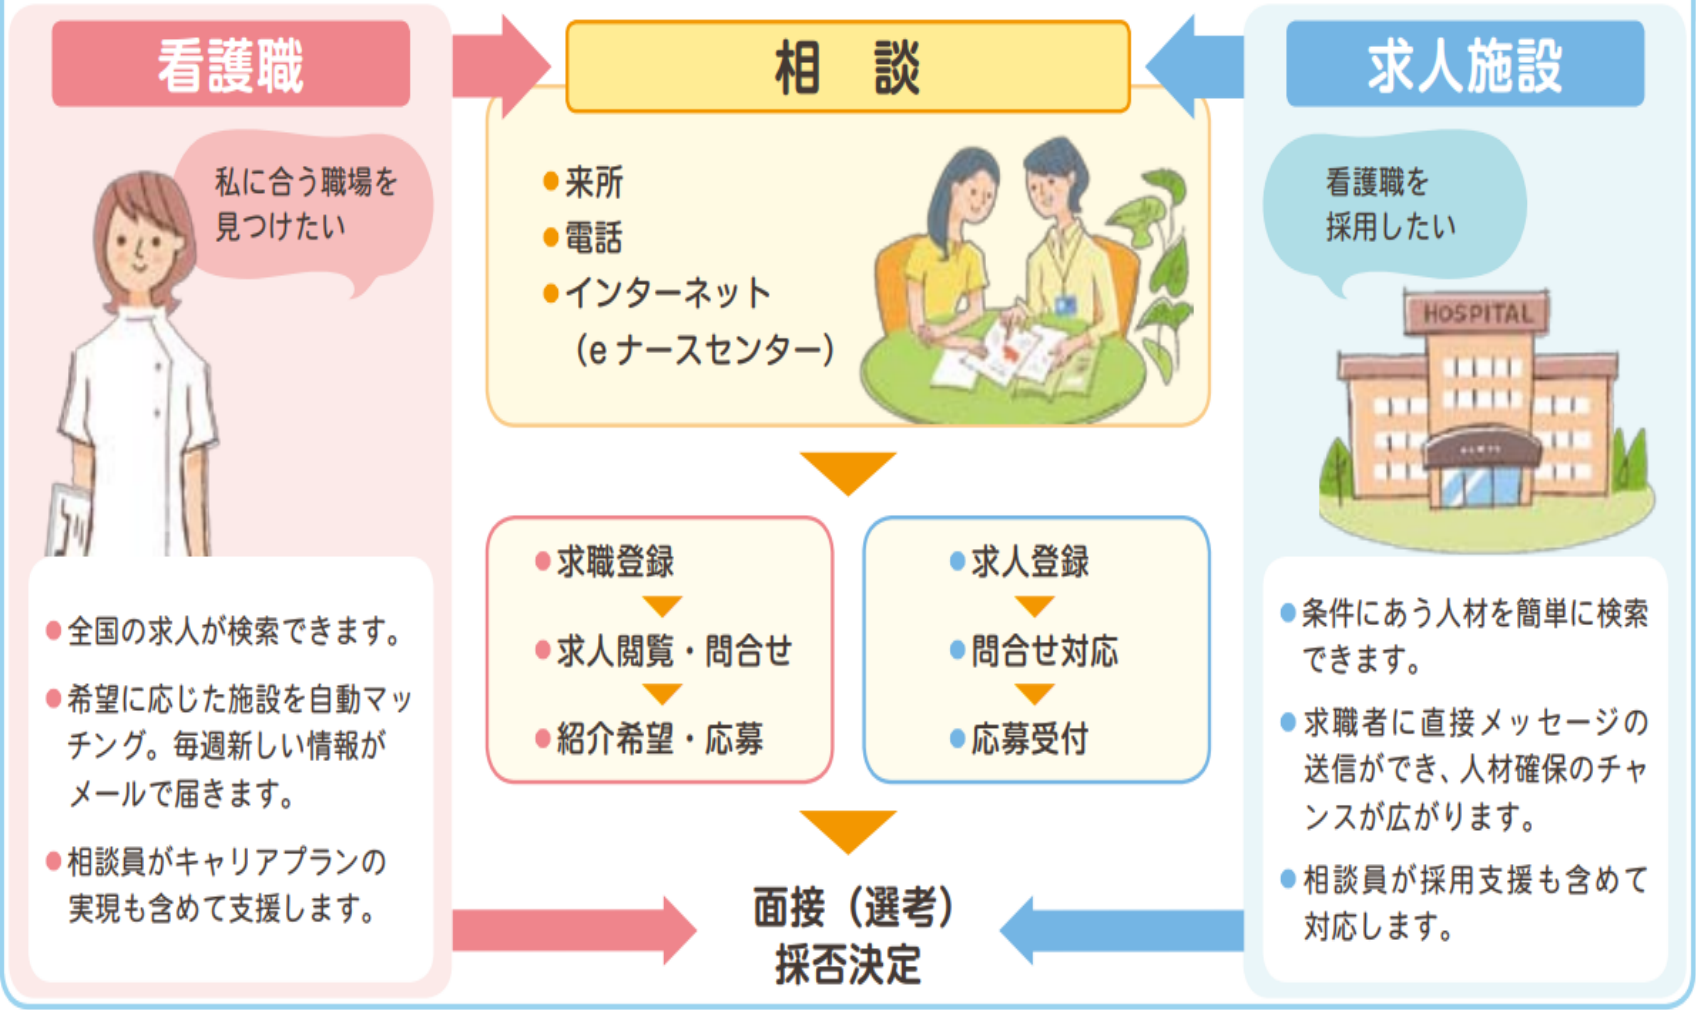 看護職
私に合う職場を
見つけたい
●全国の求人が検索できます。
●希望に応じた施設を自動マッ
チング。毎週新しい情報が
メールで届きます。
●相談員がキャリアプランの
実現も含めて支援します。
相 談
●来所
●電話
●インターネット
（eナースセンター）
●求職登録
●求人閲覧・問合せ
●紹介希望・応募
●求人登録
●問合せ対応
●応募受付
面接（選考）
採否決定
求人施設
看護職を
採用したい
HOSPITAL
●条件にあう人材を簡単に検索
できます。
●求職者に直接メッセージの
送信ができ、人材確保のチャ
ンスが広がります。
●相談員が採用支援も含めて
対応します。